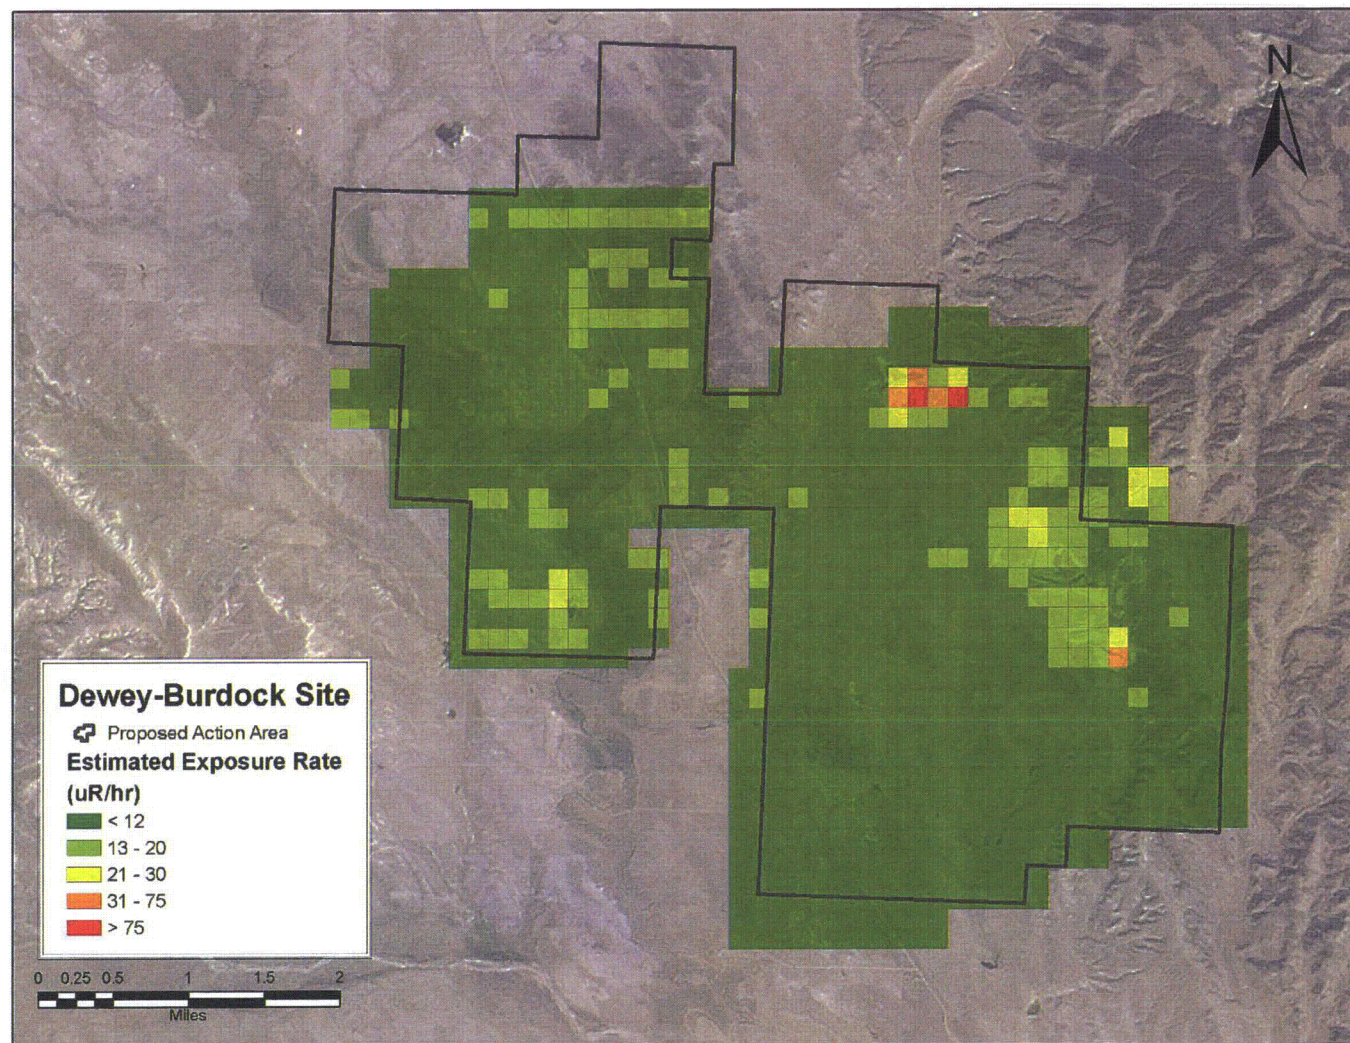 N
Dewey-Burdock Site
Proposed Action Area
Estimated Exposure Rate
(uR/hr)
< 12
13 - 20
21 - 30
31 - 75
> 75
0 0.25 0.5 1 1.5 2
Miles